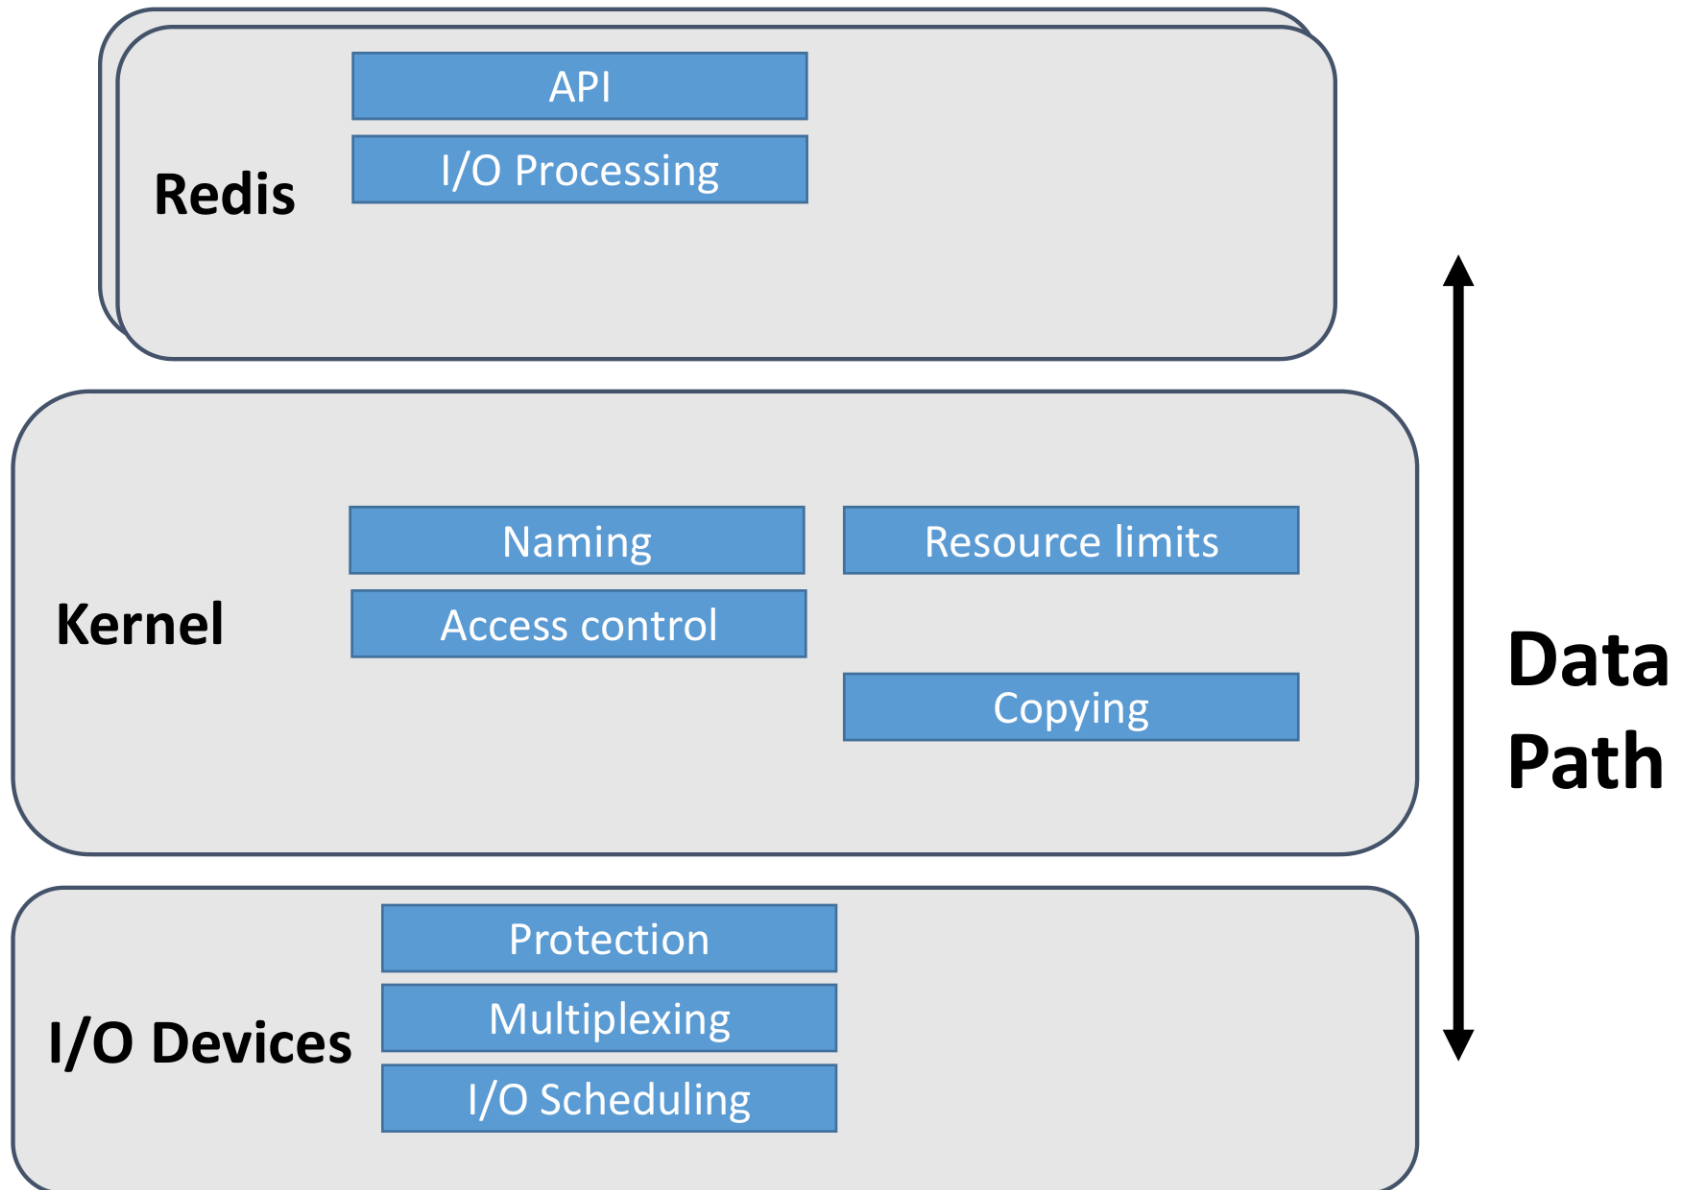 API
I/O Processing
Redis
Naming
Resource limits
Access control
Kernel
Copying
Data
Path
Protection
Multiplexing
I/O Devices
I/O Scheduling